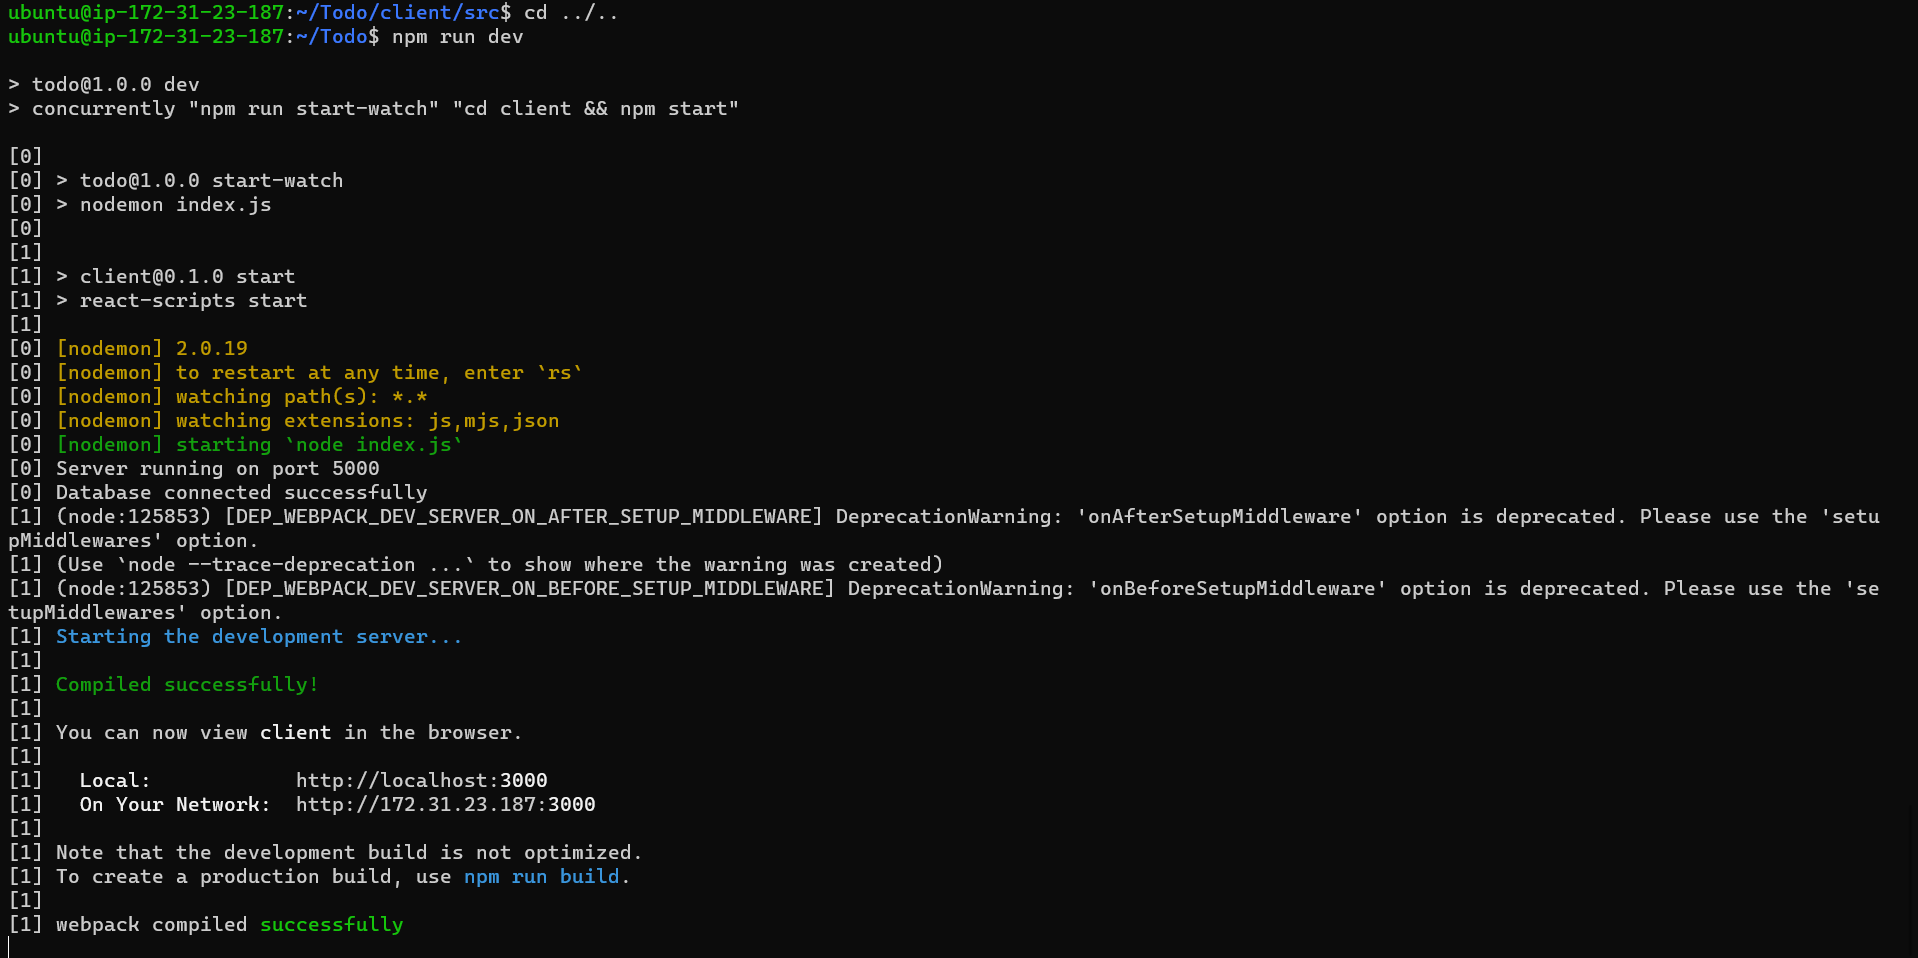 ubuntu@ip-172-31-23-187:~/Todo/client/src$ cd ../..
ubuntu@ip-172-31-23-187:~/Todo$ npm run dev

> todo@1.0.0 dev
> concurrently "npm run start-watch" "cd client && npm start"

[0]
[0] > todo@1.0.0 start-watch
[0] > nodemon index.js
[0]
[1]
[1] > client@0.1.0 start
[1] > react-scripts start
[1]
[0] [nodemon] 2.0.19
[0] [nodemon] to restart at any time, enter `rs`
[0] [nodemon] watching path(s): *.*
[0] [nodemon] watching extensions: js,mjs,json
[0] [nodemon] starting `node index.js`
[0] Server running on port 5000
[0] Database connected successfully
[1] (node:125853) [DEP_WEBPACK_DEV_SERVER_ON_AFTER_SETUP_MIDDLEWARE] DeprecationWarning: 'onAfterSetupMiddleware' option is deprecated. Please use the 'setu
pMiddlewares' option.
[1] (Use `node --trace-deprecation ...` to show where the warning was created)
[1] (node:125853) [DEP_WEBPACK_DEV_SERVER_ON_BEFORE_SETUP_MIDDLEWARE] DeprecationWarning: 'onBeforeSetupMiddleware' option is deprecated. Please use the 'se
tupMiddlewares' option.
[1] Starting the development server...
[1]
[1] Compiled successfully!
[1]
[1] You can now view client in the browser.
[1]
[1]   Local:            http://localhost:3000
[1]   On Your Network:  http://172.31.23.187:3000
[1]
[1] Note that the development build is not optimized.
[1] To create a production build, use npm run build.
[1]
[1] webpack compiled successfully